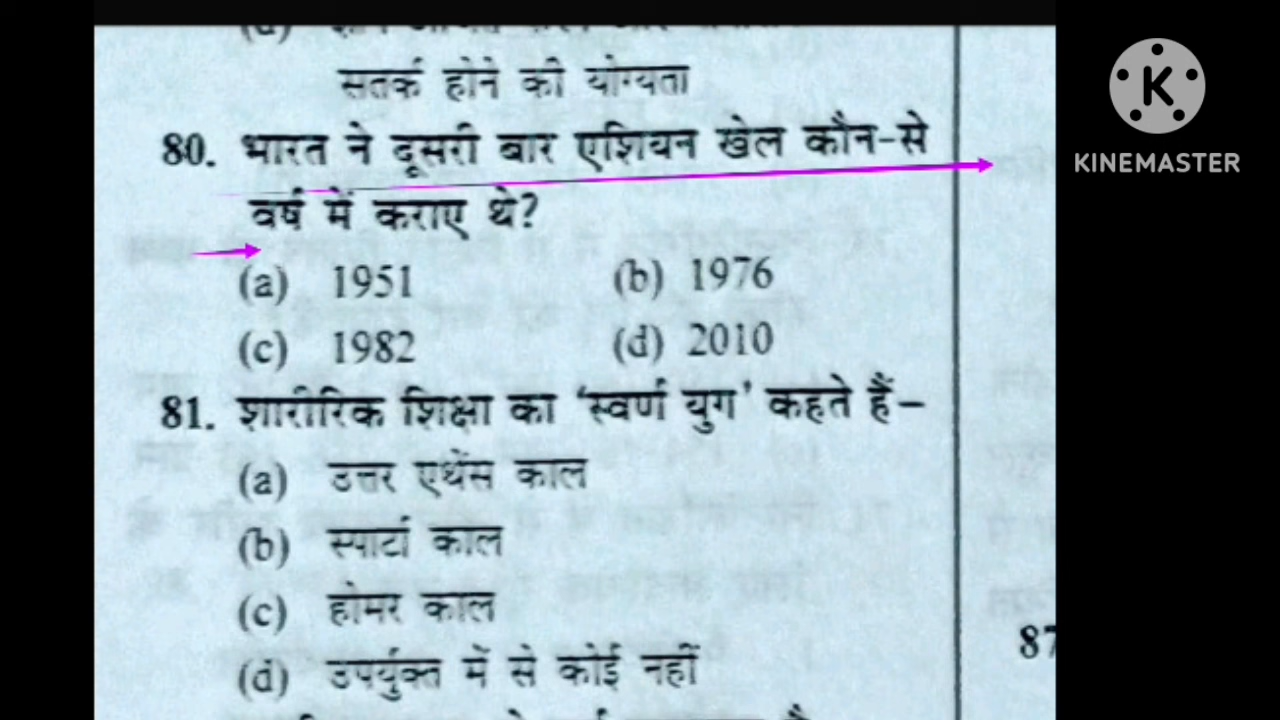 सतर्क होने की योग्यता
80. भारत ने दूसरी बार एशियन खेल कौन-से
वर्ष में कराए थे?
(a) 1951 (b) 1976
(c) 1982 (d) 2010
81. शारीरिक शिक्षा का 'स्वर्ण युग' कहते हैं–
(a) उत्तर एथेंस काल
(b) स्पार्टा काल
(c) होमर काल
(d) उपर्युक्त में से कोई नहीं
87
K
KINEMASTER